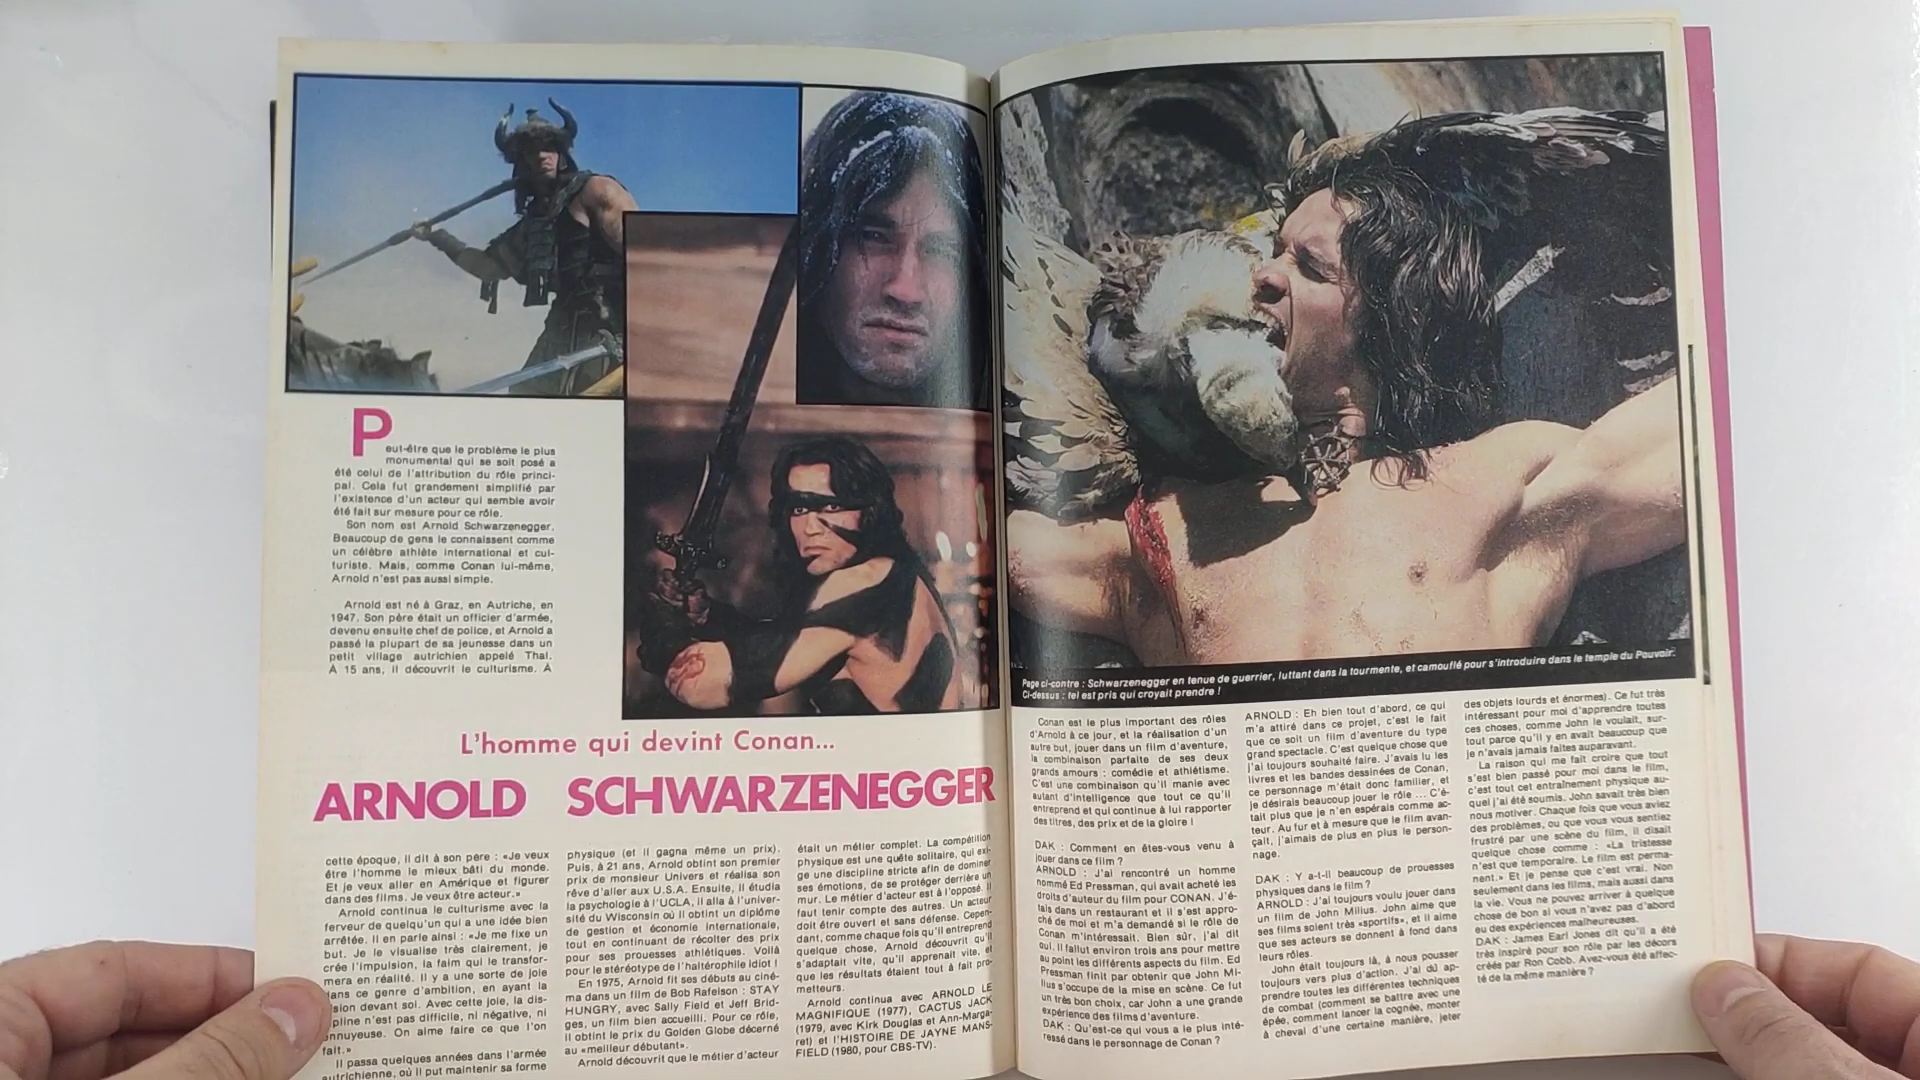 Peut-être que le problème le plus
monumental qui se soit posé a
été celui de l'attribution du rôle princi-
pal. Cela fut grandement simplifié par
l'existence d'un acteur qui semble avoir
été fait sur mesure pour ce rôle.
Son nom est Arnold Schwarzenegger.
Beaucoup de gens le connaissent comme
un célèbre athlète international et cul-
turiste. Mais, comme Conan lui-même,
Arnold n'est pas aussi simple.
Arnold est né à Graz, en Autriche, en
1947. Son père était un officier d'armée,
devenu ensuite chef de police, et Arnold a
passé la plupart de sa jeunesse dans un
petit village autrichien appelé Thal.
À 15 ans, il découvrit le culturisme. À
L'homme qui devint Conan...
ARNOLD SCHWARZENEGGER
cette époque, il dit à son père : «Je veux
être l'homme le mieux bâti du monde.
Et je veux aller en Amérique et figurer
dans des films. Je veux être acteur.»
Arnold continua le culturisme avec la
ferveur de quelqu'un qui a une idée bien
arrêtée. Il en parle ainsi : «Je me fixe un
but. Je le visualise très clairement, je
crée l'impulsion, la faim qui le transfor-
mera en réalité. Il y a une sorte de joie
dans ce genre d'ambition, en ayant la
vision devant soi. Avec cette joie, la dis-
cipline n'est pas difficile, ni négative, ni
ennuyeuse. On aime faire ce que l'on
fait.»
Il passa quelques années dans l'armée
autrichienne, où il put maintenir sa forme
physique (et il gagna même un prix).
Puis, à 21 ans, Arnold obtint son premier
prix de monsieur Univers et réalisa son
rêve d'aller aux U.S.A. Ensuite, il étudia
la psychologie à l'UCLA, il alla à l'univer-
sité du Wisconsin où il obtint un diplôme
de gestion et économie internationale,
tout en continuant de récolter des prix
pour ses prouesses athlétiques. Voilà
pour le stéréotype de l'haltérophile idiot !
En 1975, Arnold fit ses débuts au ciné-
ma dans un film de Bob Rafelson : STAY
HUNGRY, avec Sally Field et Jeff Brid-
ges, un film bien accueilli. Pour ce rôle,
il obtint le prix du Golden Globe décerné
au «meilleur débutant».
Arnold découvrit que le métier d'acteur
était un métier complet. La compétition
physique est une quête solitaire, qui exi-
ge une discipline stricte afin de dominer
ses émotions, de se protéger derrière un
mur. Le métier d'acteur est à l'opposé. Il
faut tenir compte des autres. Un acteur
doit être ouvert et sans défense. Cepen-
dant, comme chaque fois qu'il entreprend
quelque chose, Arnold découvrit qu'il
s'adaptait vite, qu'il apprenait vite, et
que les résultats étaient tout à fait pro-
metteurs.
Arnold continua avec ARNOLD LE
MAGNIFIQUE (1977), CACTUS JACK
(1979, avec Kirk Douglas et Ann-Marga-
ret) et l'HISTOIRE DE JAYNE MANS-
FIELD (1980, pour CBS-TV).
Page ci-contre : Schwarzenegger en tenue de guerrier, luttant dans la tourmente, et camouflé pour s'introduire dans le temple du Pouvoir.
Ci-dessus : tel est pris qui croyait prendre !
Conan est le plus important des rôles
d'Arnold à ce jour, et la réalisation d'un
autre but, jouer dans un film d'aventure,
la combinaison parfaite de ses deux
grands amours : comédie et athlétisme.
C'est une combinaison qu'il manie avec
autant d'intelligence que tout ce qu'il
entreprend et qui continue à lui rapporter
des titres, des prix et de la gloire !
DAK : Comment en êtes-vous venu à
jouer dans ce film ?
ARNOLD : J'ai rencontré un homme
nommé Ed Pressman, qui avait acheté les
droits d'auteur du film pour CONAN. J'é-
tais dans un restaurant et il s'est appro-
ché de moi et m'a demandé si le rôle de
Conan m'intéressait. Bien sûr, j'ai dit
oui. Il fallut environ trois ans pour mettre
au point les différents aspects du film. Ed
Pressman finit par obtenir que John Mi-
lius s'occupe de la mise en scène. Ce fut
un très bon choix, car John a une grande
expérience des films d'aventure.
DAK : Qu'est-ce qui vous a le plus inté-
ressé dans le personnage de Conan ?
ARNOLD : Eh bien tout d'abord, ce qui
m'a attiré dans ce projet, c'est le fait
que ce soit un film d'aventure du type
grand spectacle. C'est quelque chose que
j'ai toujours souhaité faire. J'avais lu les
livres et les bandes dessinées de Conan,
ce personnage m'était donc familier, et
je désirais beaucoup jouer le rôle ... C'é-
tait plus que je n'en espérais comme ac-
teur. Au fur et à mesure que le film avan-
çait, j'aimais de plus en plus le person-
nage.
DAK : Y a-t-il beaucoup de prouesses
physiques dans le film ?
ARNOLD : J'ai toujours voulu jouer dans
un film de John Milius. John aime que
ses films soient très «sportifs», et il aime
que ses acteurs se donnent à fond dans
leurs rôles.
John était toujours là, à nous pousser
toujours vers plus d'action. J'ai dû ap-
prendre toutes les différentes techniques
de combat (comment se battre avec une
épée, comment lancer la cognée, monter
à cheval d'une certaine manière, jeter
des objets lourds et énormes). Ce fut très
intéressant pour moi d'apprendre toutes
ces choses, comme John le voulait, sur-
tout parce qu'il y en avait beaucoup que
je n'avais jamais faites auparavant.
La raison qui me fait croire que tout
s'est bien passé pour moi dans le film,
c'est tout cet entraînement physique au-
quel j'ai été soumis. John savait très bien
nous motiver. Chaque fois que vous aviez
des problèmes, ou que vous vous sentiez
frustré par une scène du film, il disait
quelque chose comme : «La tristesse
n'est que temporaire. Le film est perma-
nent.» Et je pense que c'est vrai. Non
seulement dans les films, mais aussi dans
la vie. Vous ne pouvez arriver à quelque
chose de bon si vous n'avez pas d'abord
eu des expériences malheureuses.
DAK : James Earl Jones dit qu'il a été
très inspiré pour son rôle par les décors
créés par Ron Cobb. Avez-vous été affec-
té de la même manière ?